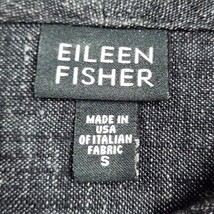 EILEEN
FISHER
MADE IN
USA
OF ITALIAN
FABRIC
S